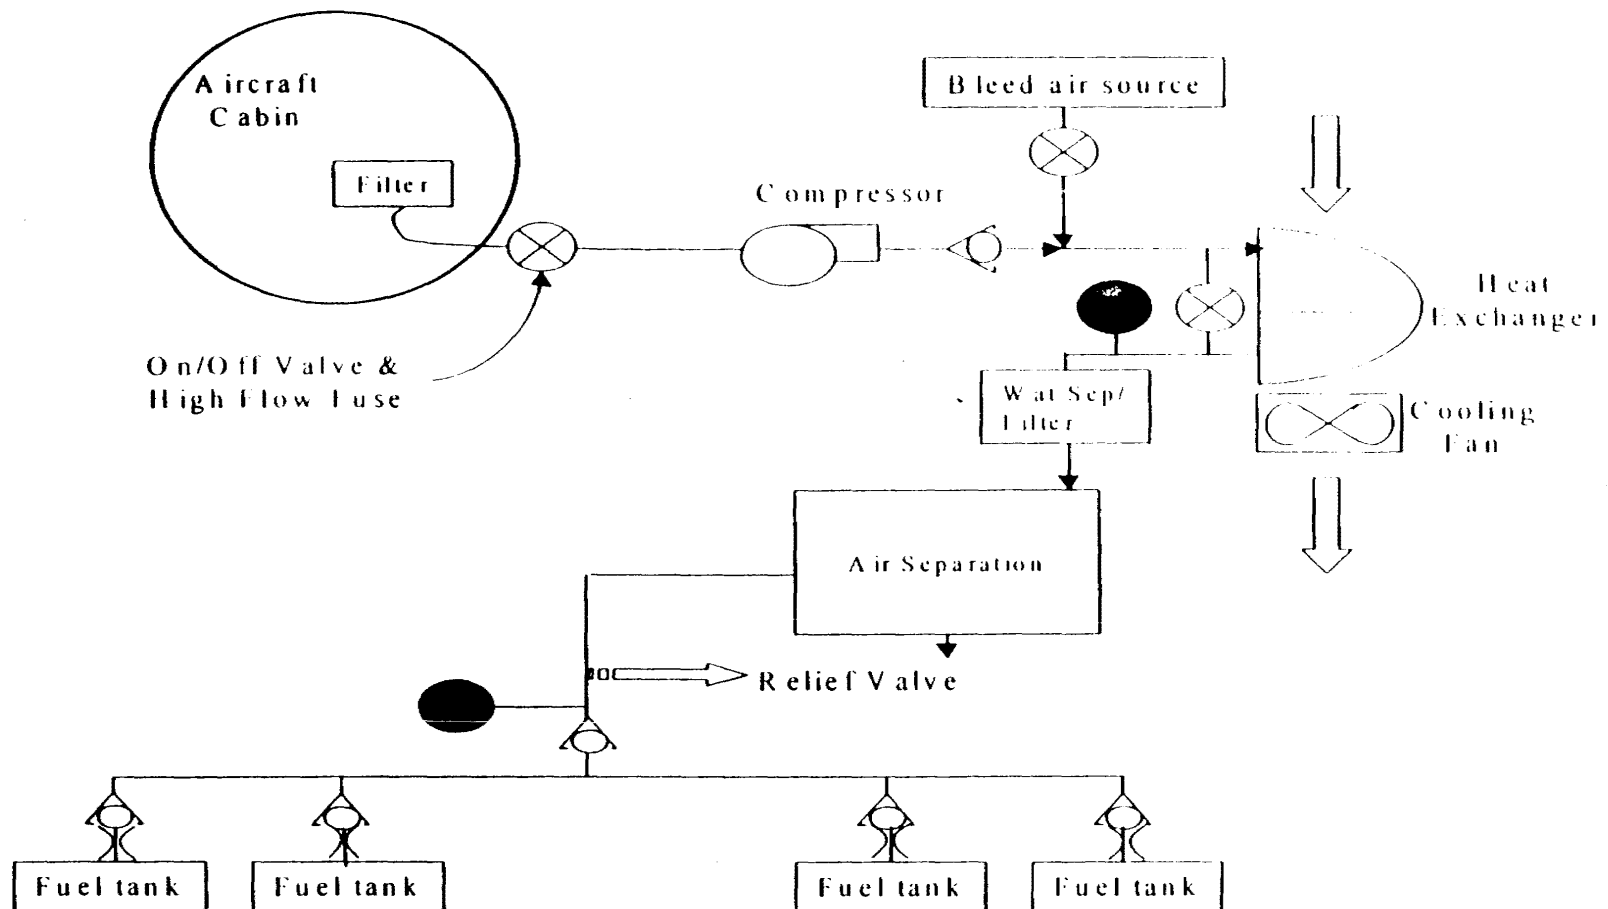 Aircraft
Cabin
Filter
Bleed air source
Compressor
Heat
Exchanger
On/Off Valve &
High Flow Fuse
Wat Sep/
Filter
Cooling
Fan
Air Separation
Relief Valve
Fuel tank
Fuel tank
Fuel tank
Fuel tank